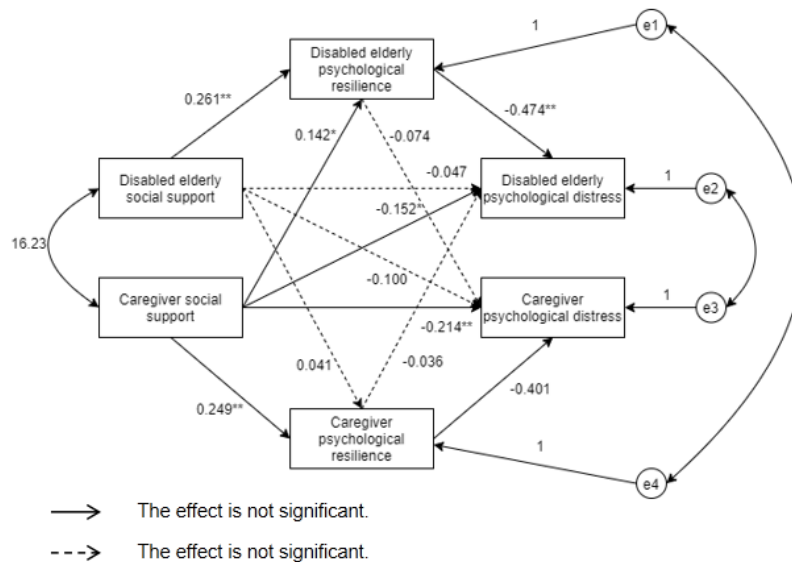 e1
1
Disabled elderly
psychological
resilience
0.261**
0.142*
-0.074
-0.474**
Disabled elderly
social support
-0.047
Disabled elderly
psychological distress
1
e2
-0.152*
16.23
Caregiver social
support
-0.100
Caregiver
psychological distress
1
e3
-0.214**
0.041
-0.036
-0.401
0.249**
Caregiver
psychological
resilience
1
e4
The effect is not significant.
The effect is not significant.